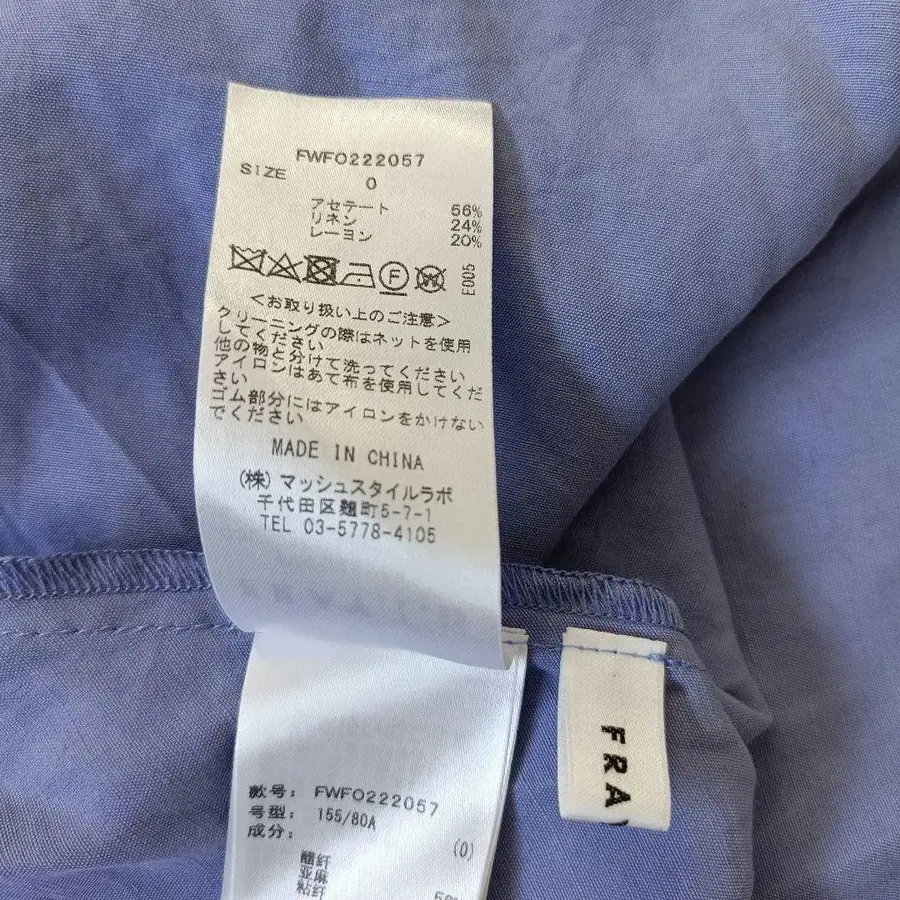 FWFO222057
SIZE
0
アセテート 56%
リネン 24%
レーヨン 20%
F
W
E005
<お取り扱い上のご注意>
クリーニングの際はネットを使用
してください
他の物と分けて洗ってください
アイロンはあて布を使用してくだ
さい
ゴム部分にはアイロンをかけない
でください
MADE IN CHINA
(株)マッシュスタイルラボ
千代田区麹町5-7-1
TEL 03-5778-4105
款号: FWFO222057
号型: 155/80A
(0)
成分:
醋纤
亚麻
粘纤
FRA